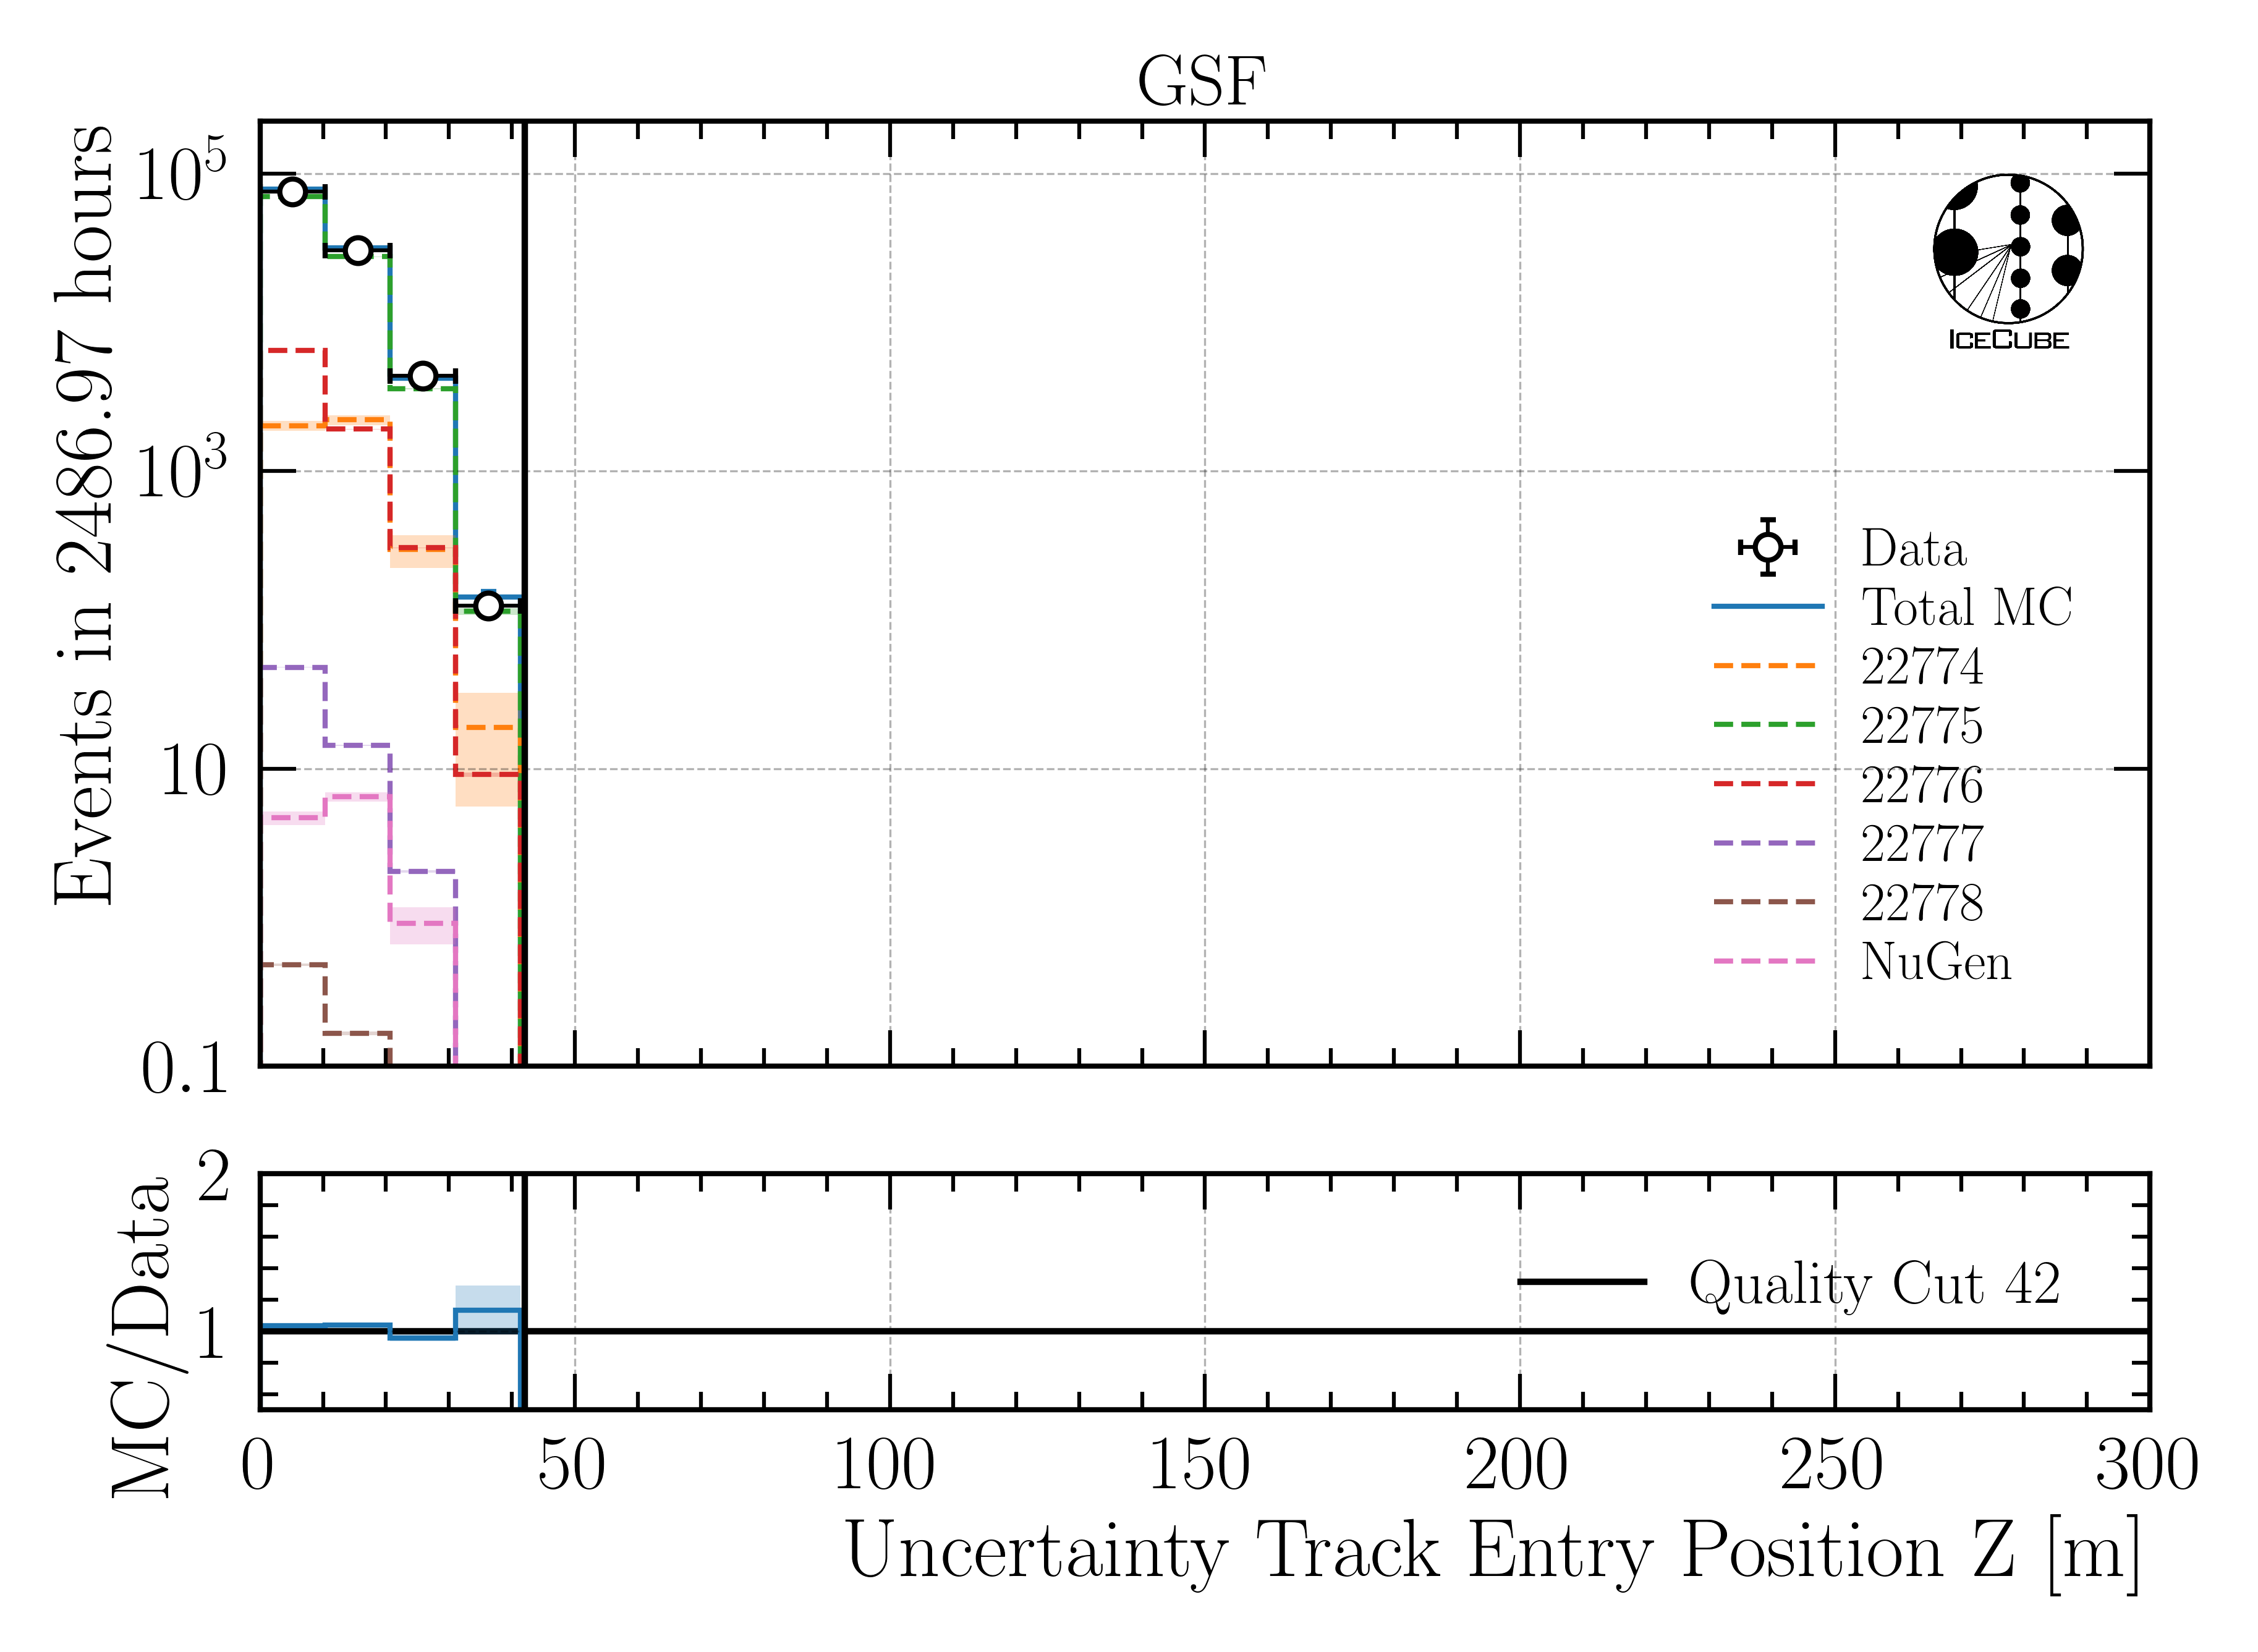 GSF
Events in 2486.97 hours
10^5
10^3
10
0.1
ICECUBE
Data
Total MC
22774
22775
22776
22777
22778
NuGen
MC/Data
2
1
Quality Cut 42
0 50 100 150 200 250 300
Uncertainty Track Entry Position Z [m]